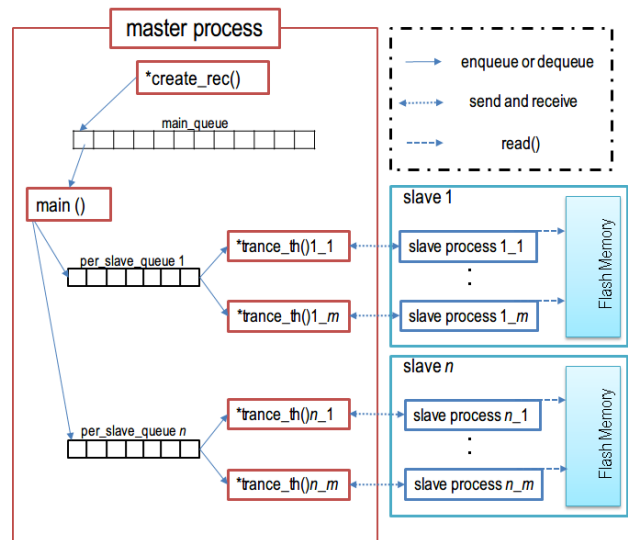 master process
*create_rec()
main_queue
main ()
per_slave_queue 1
*trance_th()1_1
*trance_th()1_m
per_slave_queue n
*trance_th()n_1
*trance_th()n_m
enqueue or dequeue
send and receive
read()
slave 1
slave process 1_1
:
slave process 1_m
Flash Memory
slave n
slave process n_1
:
slave process n_m
Flash Memory